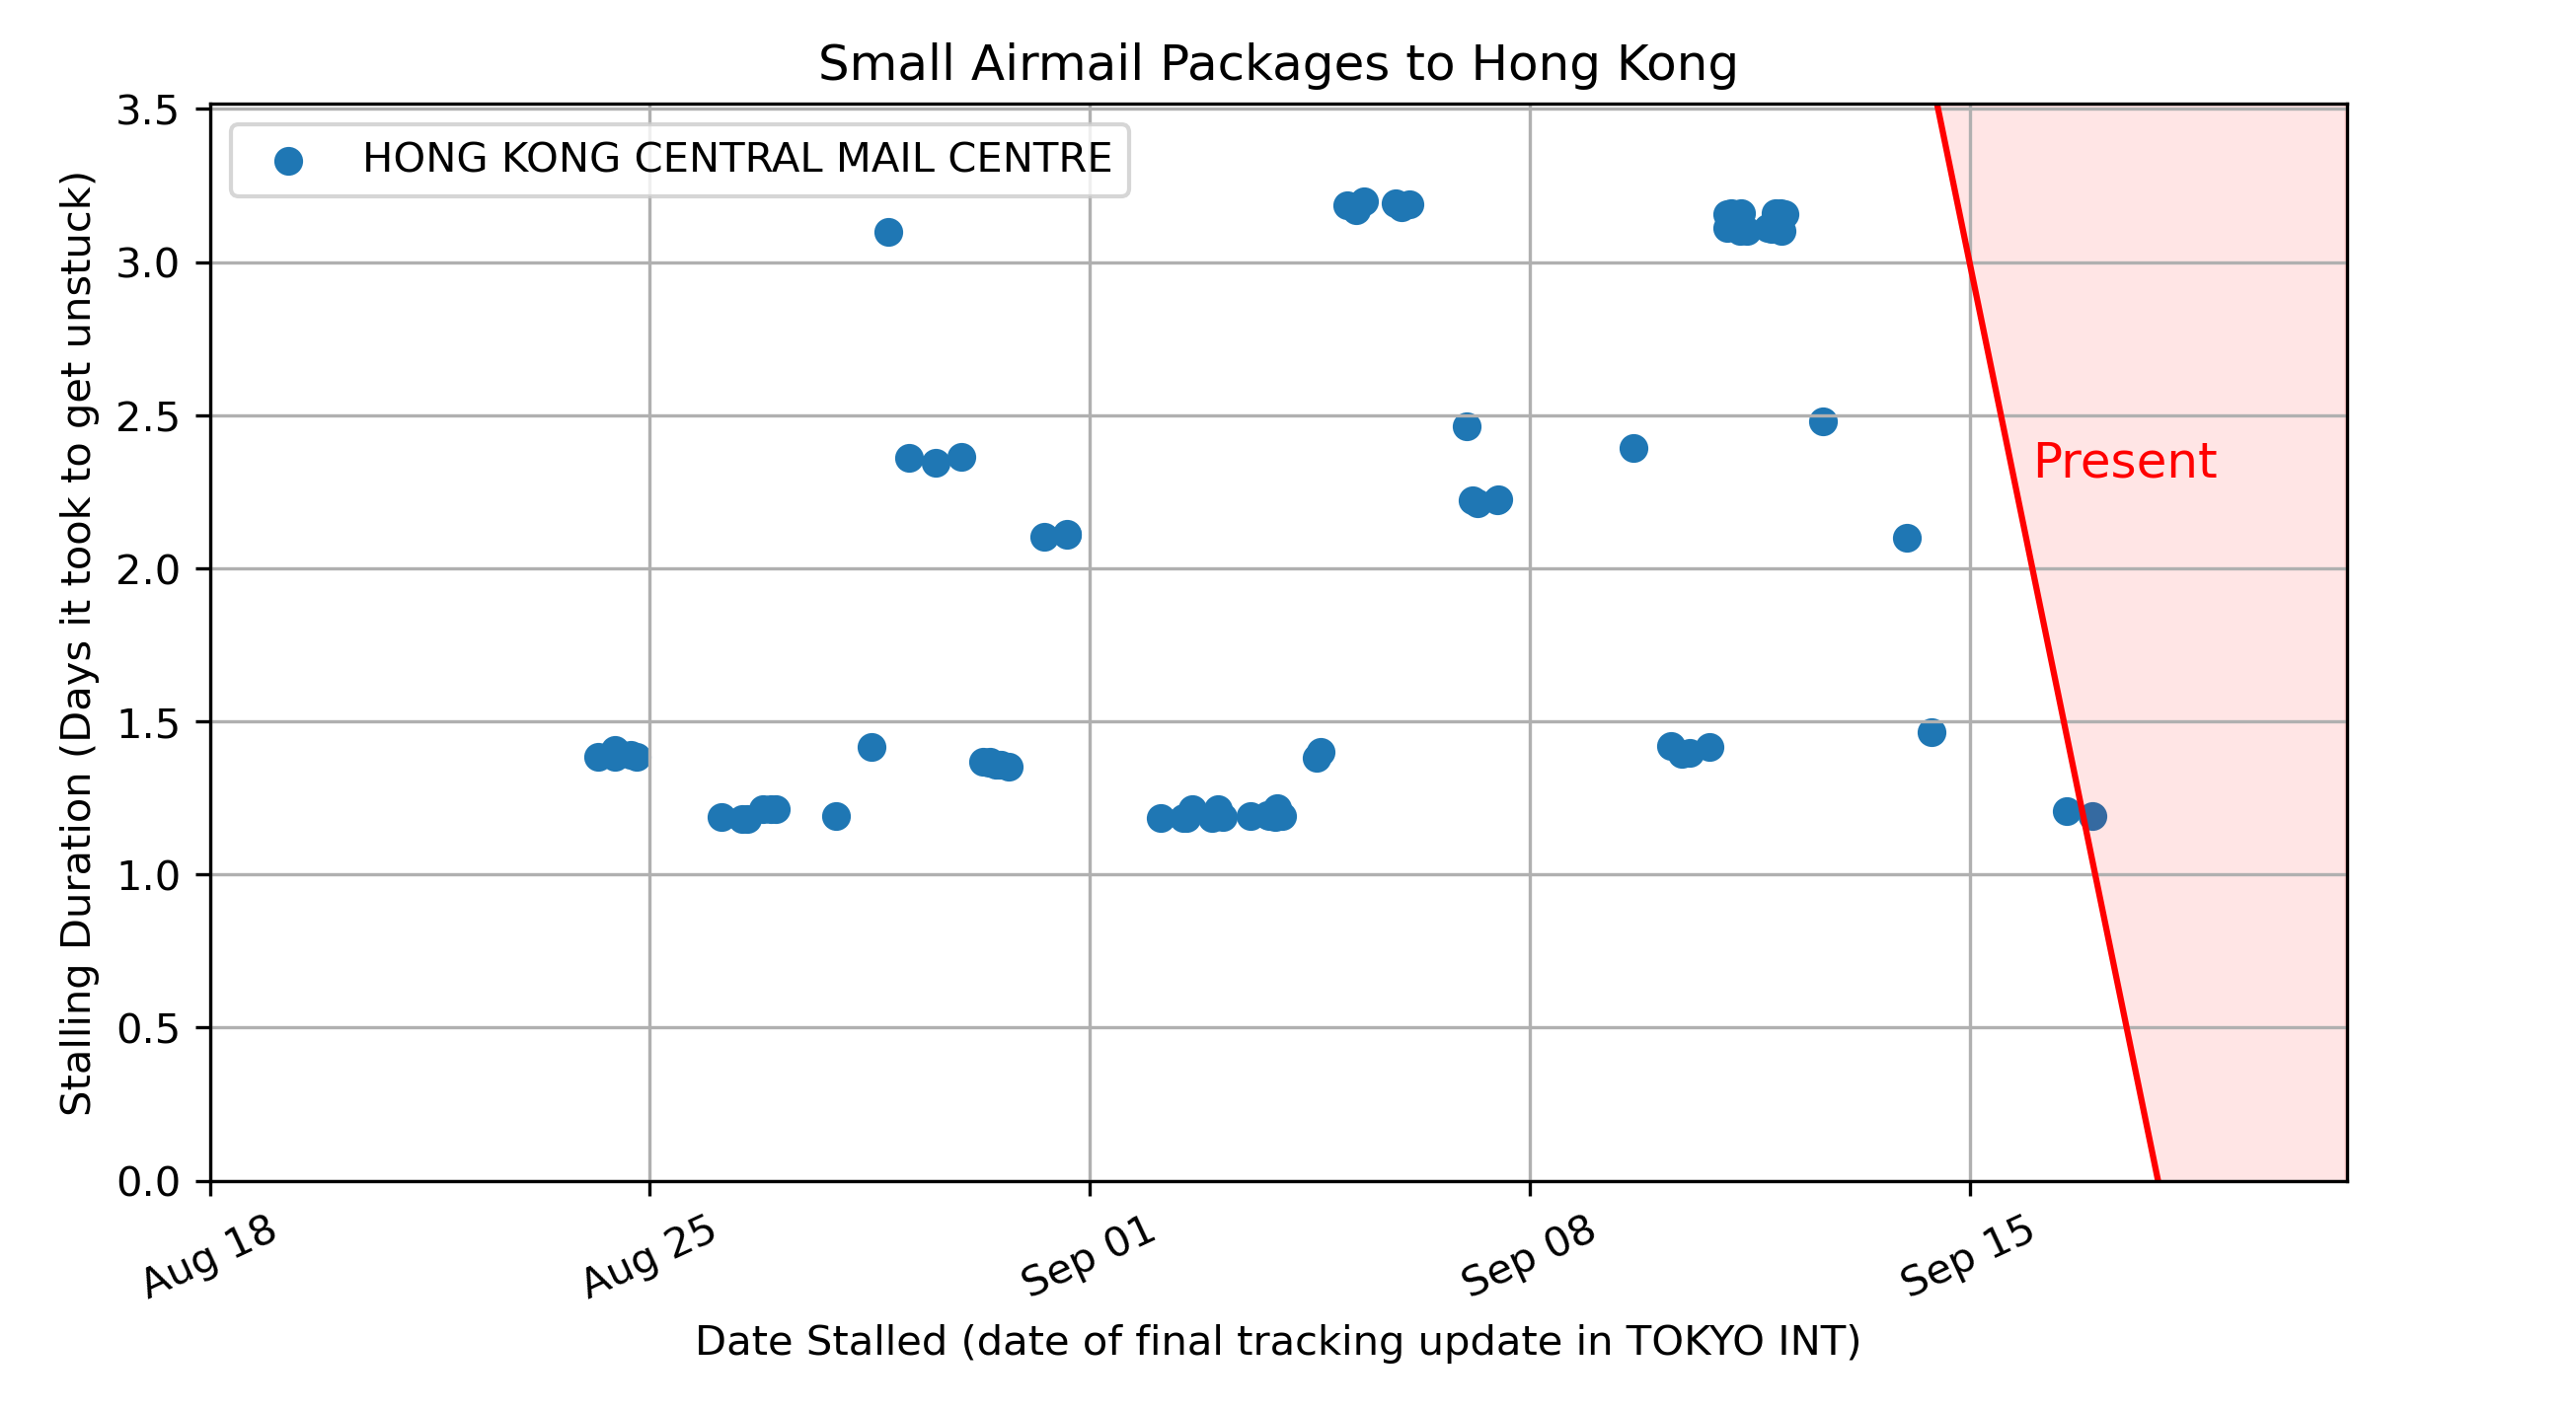 Small Airmail Packages to Hong Kong
3.5
3.0
2.5
2.0
1.5
1.0
0.5
0.0
Stalling Duration (Days it took to get unstuck)
HONG KONG CENTRAL MAIL CENTRE
Present
Aug 18
Aug 25
Sep 01
Sep 08
Sep 15
Date Stalled (date of final tracking update in TOKYO INT)